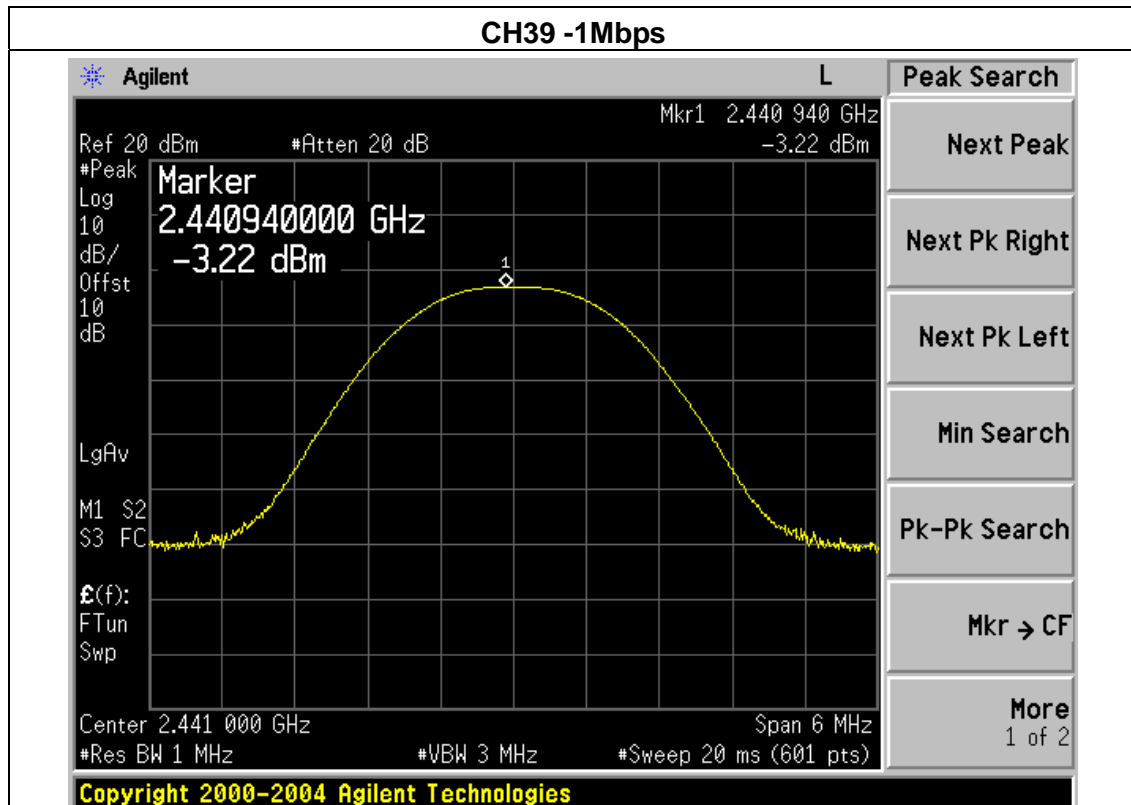 CH39 -1Mbps
Agilent L Peak Search
Mkr1 2.440 940 GHz
Ref 20 dBm #Atten 20 dB -3.22 dBm
#Peak
Log
10
dB/
Offst
10
dB
Marker
2.440940000 GHz
-3.22 dBm
1
LgAv
M1 S2
S3 FC
£(f):
FTun
Swp
Center 2.441 000 GHz Span 6 MHz
#Res BW 1 MHz #VBW 3 MHz #Sweep 20 ms (601 pts)
Next Peak
Next Pk Right
Next Pk Left
Min Search
Pk-Pk Search
Mkr → CF
More
1 of 2
Copyright 2000-2004 Agilent Technologies